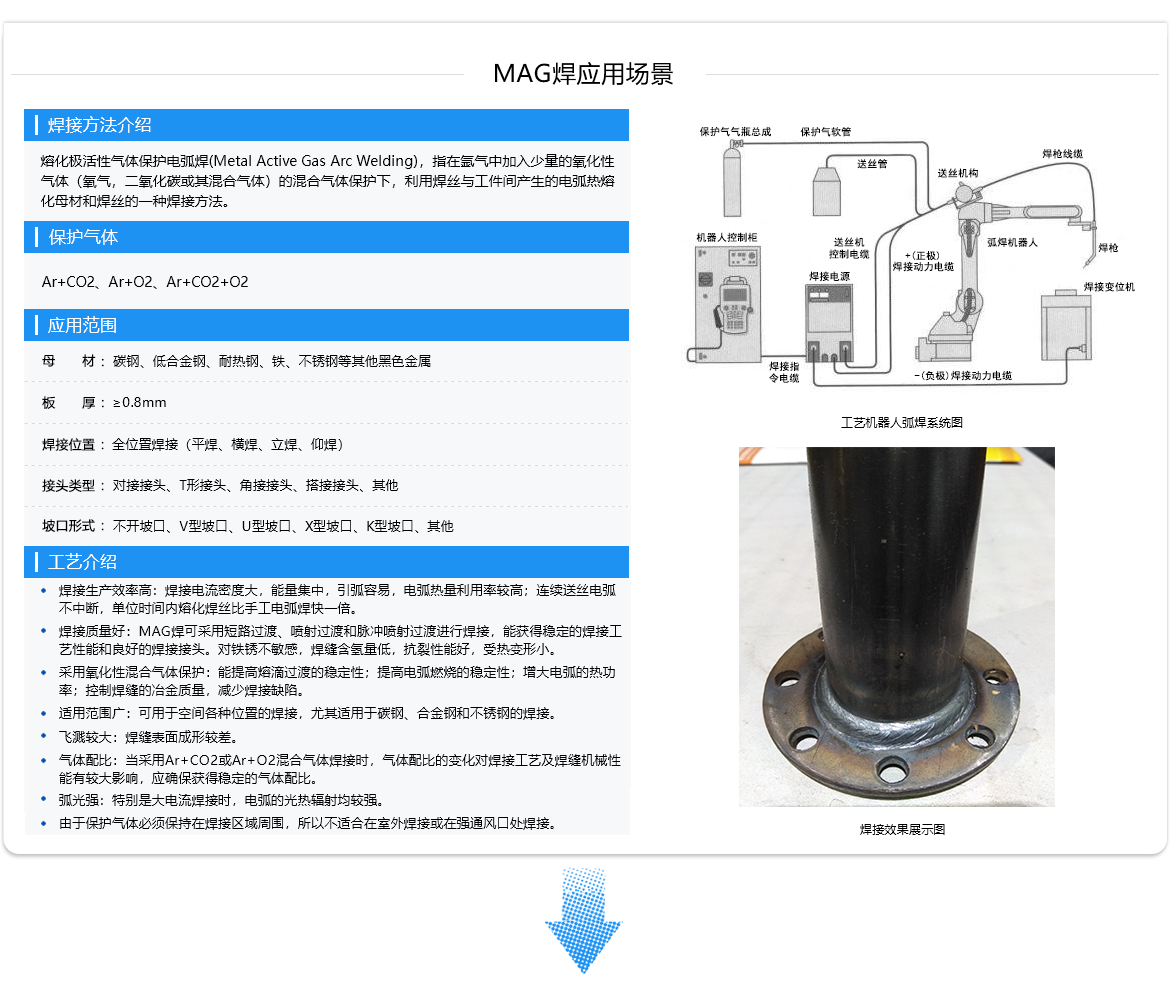 MAG焊应用场景
焊接方法介绍
熔化极活性气体保护电弧焊(Metal Active Gas Arc Welding)，指在氩气中加入少量的氧化性
气体（氧气，二氧化碳或其混合气体）的混合气体保护下，利用焊丝与工件间产生的电弧热熔
化母材和焊丝的一种焊接方法。
保护气体
Ar+CO2、Ar+O2、Ar+CO2+O2
应用范围
母　　材 ：碳钢、低合金钢、耐热钢、铁、不锈钢等其他黑色金属
板　　厚 ：≥0.8mm
焊接位置 ：全位置焊接（平焊、横焊、立焊、仰焊）
接头类型 ：对接接头、T形接头、角接接头、搭接接头、其他
坡口形式 ：不开坡口、V型坡口、U型坡口、X型坡口、K型坡口、其他
工艺介绍
• 焊接生产效率高：焊接电流密度大，能量集中，引弧容易，电弧热量利用率较高；连续送丝电弧
不中断，单位时间内熔化焊丝比手工电弧焊快一倍。
• 焊接质量好：MAG焊可采用短路过渡、喷射过渡和脉冲喷射过渡进行焊接，能获得稳定的焊接工
艺性能和良好的焊接接头。对铁锈不敏感，焊缝含氢量低，抗裂性能好，受热变形小。
• 采用氧化性混合气体保护：能提高熔滴过渡的稳定性；提高电弧燃烧的稳定性；增大电弧的热功
率；控制焊缝的冶金质量，减少焊接缺陷。
• 适用范围广：可用于空间各种位置的焊接，尤其适用于碳钢、合金钢和不锈钢的焊接。
• 飞溅较大：焊缝表面成形较差。
• 气体配比：当采用Ar+CO2或Ar+O2混合气体焊接时，气体配比的变化对焊接工艺及焊缝机械性
能有较大影响，应确保获得稳定的气体配比。
• 弧光强：特别是大电流焊接时，电弧的光热辐射均较强。
• 由于保护气体必须保持在焊接区域周围，所以不适合在室外焊接或在强通风口处焊接。
保护气气瓶总成
保护气软管
送丝管
送丝机构
焊枪线缆
机器人控制柜
送丝机
控制电缆
+(正极)
焊接动力电缆
弧焊机器人
焊枪
焊接电源
焊接变位机
焊接指
令电缆
-(负极)焊接动力电缆
工艺机器人弧焊系统图
焊接效果展示图